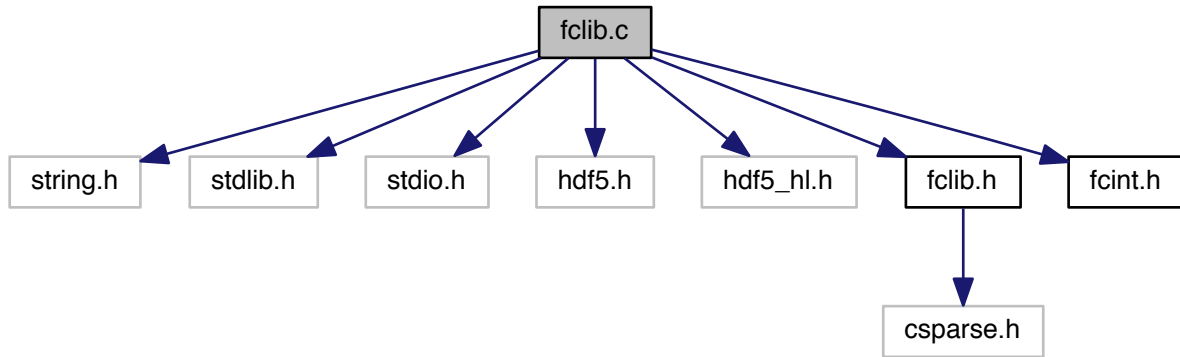 fclib.c
string.h
stdlib.h
stdio.h
hdf5.h
hdf5_hl.h
fclib.h
fcint.h
csparse.h